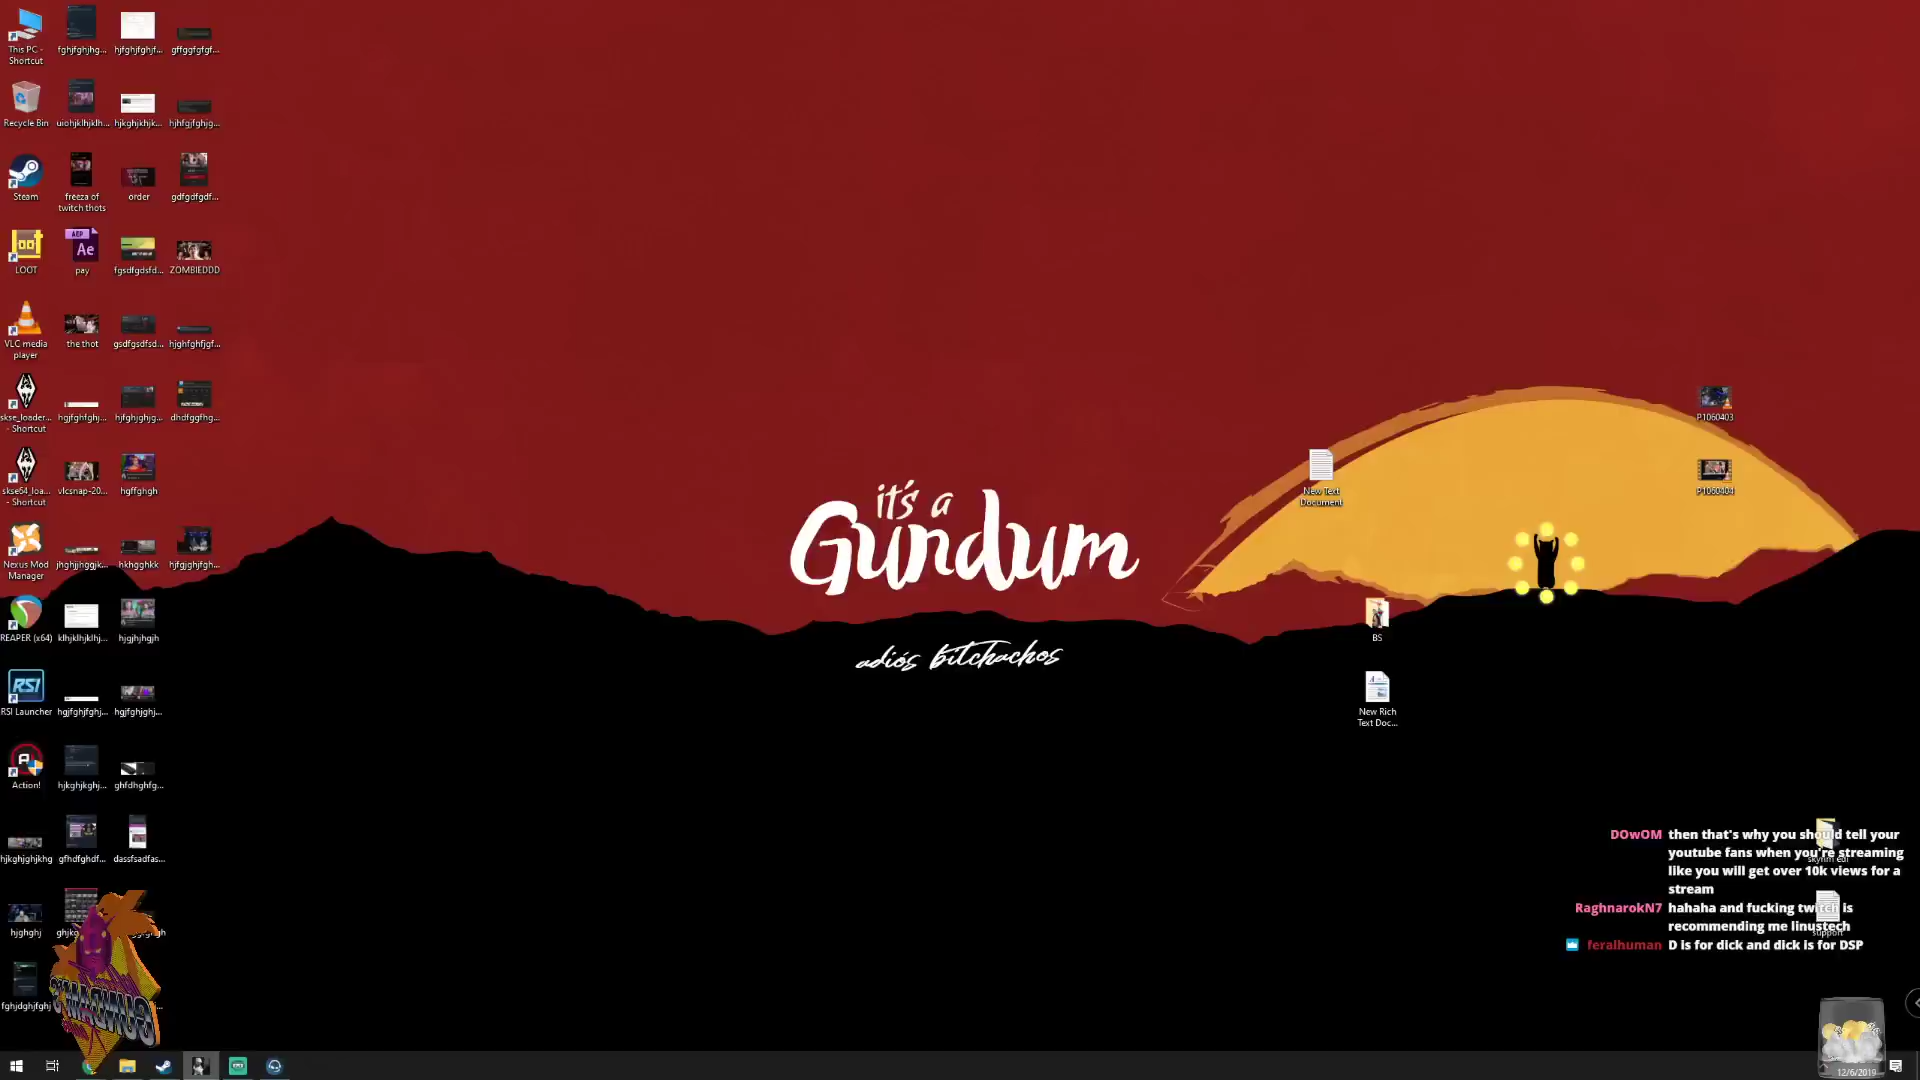 This PC -
Shortcut
fghjfghjhg...
hjfghjfghjf...
gffggfgfgf...
Recycle Bin
uiohjklhjklh...
hjkghjkhjk...
hjhfgjfghjg...
Steam
freeza of
twitch thots
order
gdfgdfgdf...
LOOT
AEP
Ae
pay
fgsdfgdsfd...
ZOMBIEDDD
VLC media
player
the thot
gsdfgsdfsd...
hjghfghfjgf...
skse_loader...
- Shortcut
hgjfghfghj...
hjfghjghjg...
dhdfggfhg...
skse64_loa...
- Shortcut
vlcsnap-20...
hgffghgh
Nexus Mod
Manager
jhghjjhggjk...
hkhgghkk
hjfgjghjfgh...
REAPER (x64)
klhjklhjklhj...
hjgjhjhgjh
RSI
RSI Launcher
hgjfghjfghj...
hgjfghjghj...
Action!
hjkghjkghj...
ghfdhghfg...
hjkghjghjkhg
gfhdfghdf...
dassfsadfas...
hjghghj
fghjdghjfghj
it's a
Gundum
adiós bitchachos
New Text
Document
P1060403
P1060404
BS
New Rich
Text Doc...
DOwOM then that's why you should tell your
youtube fans when you're streaming
like you will get over 10k views for a
stream
RaghnarokN7 hahaha and fucking twitch is
recommending me linustech
support
feralhuman D is for dick and dick is for DSP
12/6/2019